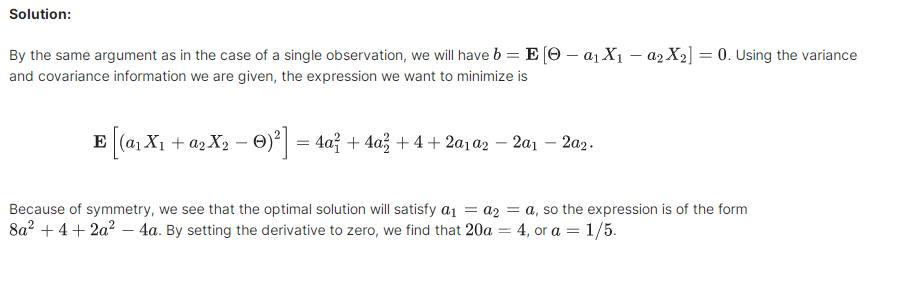 Solution:
By the same argument as in the case of a single observation, we will have b = E [Θ − a₁X₁ − a₂X₂] = 0. Using the variance
and covariance information we are given, the expression we want to minimize is
E [(a₁X₁ + a₂X₂ − Θ)²] = 4a₁² + 4a₂² + 4 + 2a₁a₂ − 2a₁ − 2a₂.
Because of symmetry, we see that the optimal solution will satisfy a₁ = a₂ = a, so the expression is of the form
8a² + 4 + 2a² − 4a. By setting the derivative to zero, we find that 20a = 4, or a = 1/5.